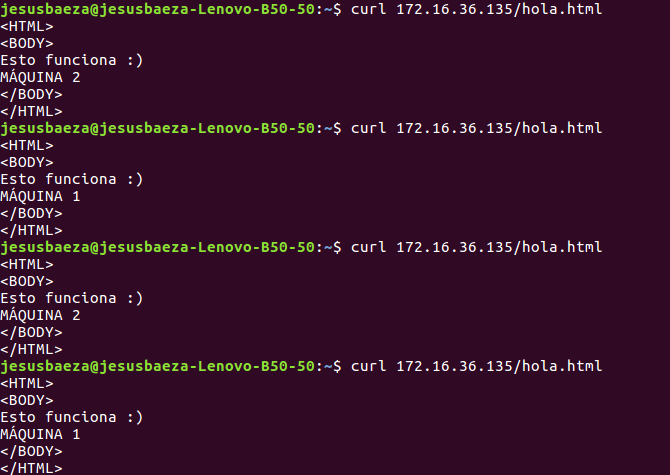 jesusbaeza@jesusbaeza-Lenovo-B50-50:~$ curl 172.16.36.135/hola.html
<HTML>
<BODY>
Esto funciona :)
MÁQUINA 2
</BODY>
</HTML>
jesusbaeza@jesusbaeza-Lenovo-B50-50:~$ curl 172.16.36.135/hola.html
<HTML>
<BODY>
Esto funciona :)
MÁQUINA 1
</BODY>
</HTML>
jesusbaeza@jesusbaeza-Lenovo-B50-50:~$ curl 172.16.36.135/hola.html
<HTML>
<BODY>
Esto funciona :)
MÁQUINA 2
</BODY>
</HTML>
jesusbaeza@jesusbaeza-Lenovo-B50-50:~$ curl 172.16.36.135/hola.html
<HTML>
<BODY>
Esto funciona :)
MÁQUINA 1
</BODY>
</HTML>